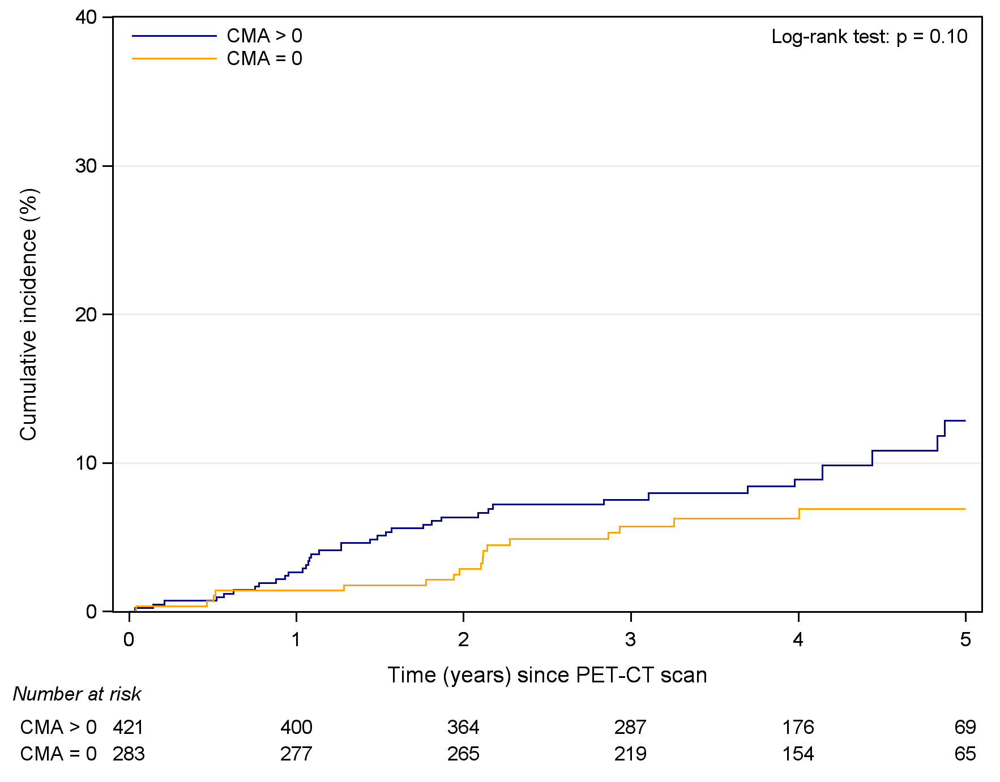 40
CMA > 0
Log-rank test: p = 0.10
CMA = 0
30
Cumulative incidence (%)
20
10
0
0 1 2 3 4 5
Time (years) since PET-CT scan
Number at risk
CMA > 0 421 400 364 287 176 69
CMA = 0 283 277 265 219 154 65